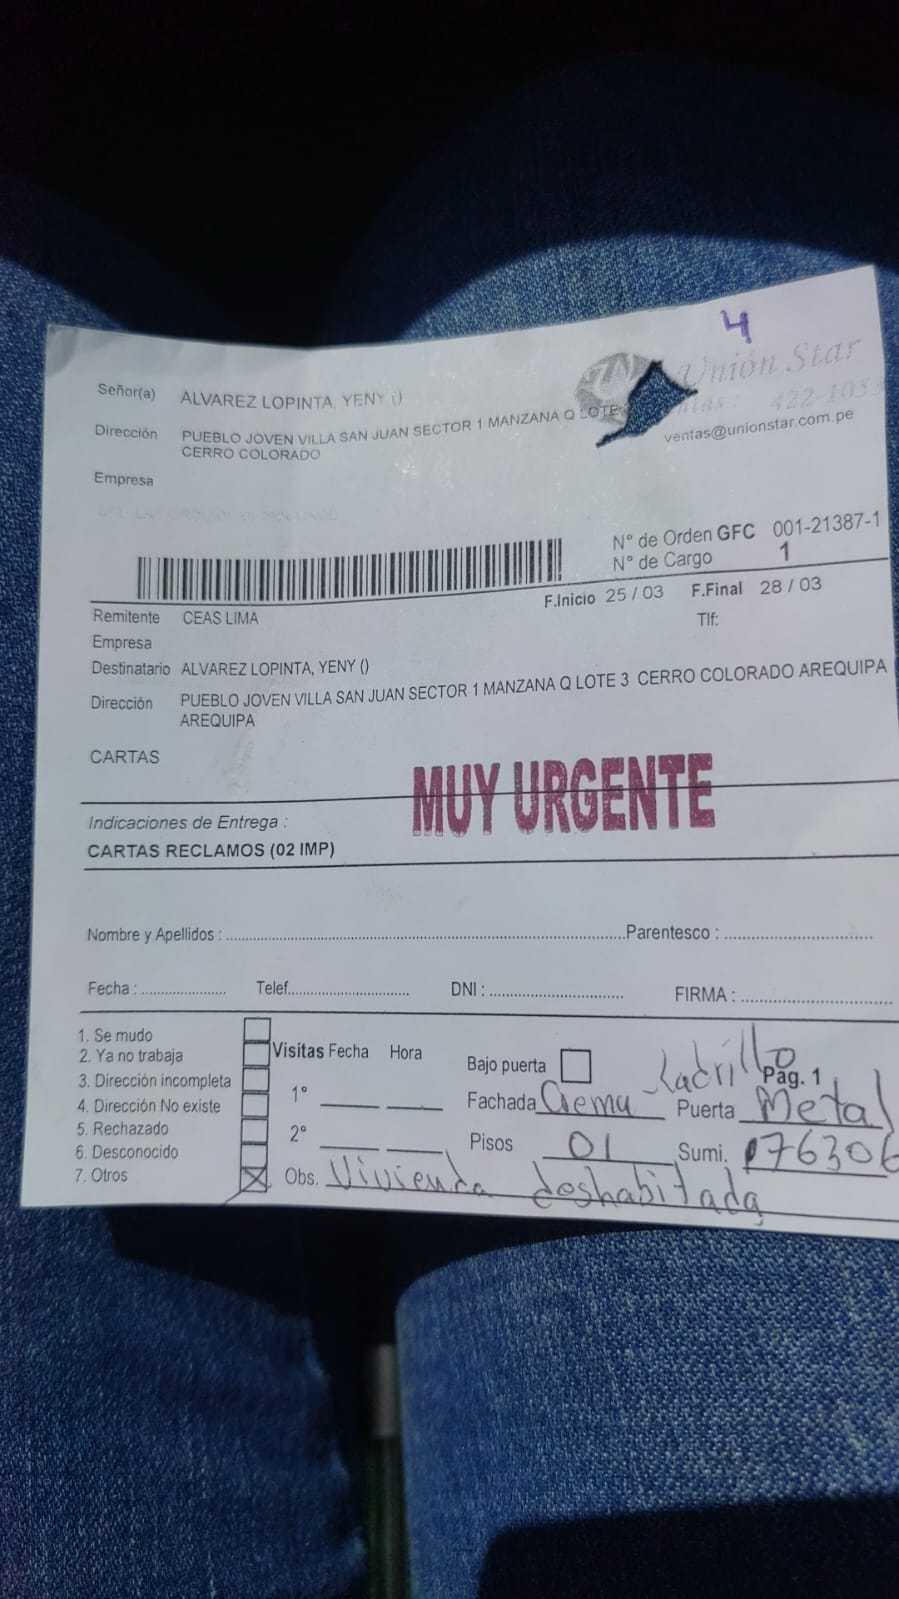 4
Unión Star
422-105
ventas@unionstar.com.pe
Señor(a) ALVAREZ LOPINTA, YENY ()
Dirección PUEBLO JOVEN VILLA SAN JUAN SECTOR 1 MANZANA Q LOTE
CERRO COLORADO
Empresa
N° de Orden GFC 001-21387-1
N° de Cargo 1
F.Inicio 25 / 03 F.Final 28 / 03
Remitente CEAS LIMA
Tlf:
Empresa
Destinatario ALVAREZ LOPINTA, YENY ()
Dirección PUEBLO JOVEN VILLA SAN JUAN SECTOR 1 MANZANA Q LOTE 3 CERRO COLORADO AREQUIPA
AREQUIPA
CARTAS
MUY URGENTE
Indicaciones de Entrega :
CARTAS RECLAMOS (02 IMP)
Nombre y Apellidos : Parentesco :
Fecha : Telef. DNI : FIRMA :
1. Se mudo
2. Ya no trabaja
3. Dirección incompleta
4. Dirección No existe
5. Rechazado
6. Desconocido
7. Otros
Visitas Fecha Hora
1°
2°
Obs. Vivienda deshabitada
Bajo puerta
Pág. 1
Fachada Crema - Ladrillo Puerta Metal
Pisos 01 Sumi. 076306